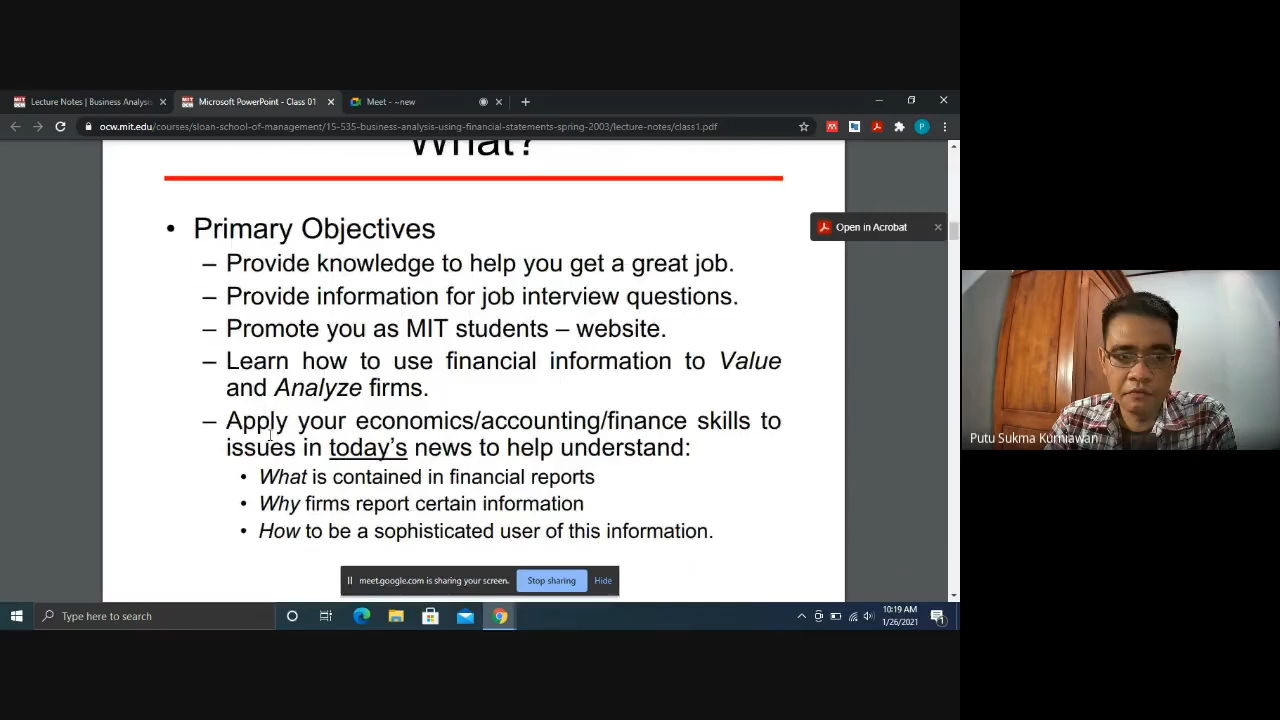 Lecture Notes | Business Analysis
Microsoft PowerPoint - Class 01
Meet - ~new
ocw.mit.edu/courses/sloan-school-of-management/15-535-business-analysis-using-financial-statements-spring-2003/lecture-notes/class1.pdf
P
What?
Open in Acrobat
• Primary Objectives
– Provide knowledge to help you get a great job.
– Provide information for job interview questions.
– Promote you as MIT students – website.
– Learn how to use financial information to Value
and Analyze firms.
– Apply your economics/accounting/finance skills to
issues in today's news to help understand:
• What is contained in financial reports
• Why firms report certain information
• How to be a sophisticated user of this information.
Putu Sukma Kurniawan
meet.google.com is sharing your screen.
Stop sharing
Hide
Type here to search
10:19 AM
1/26/2021
1